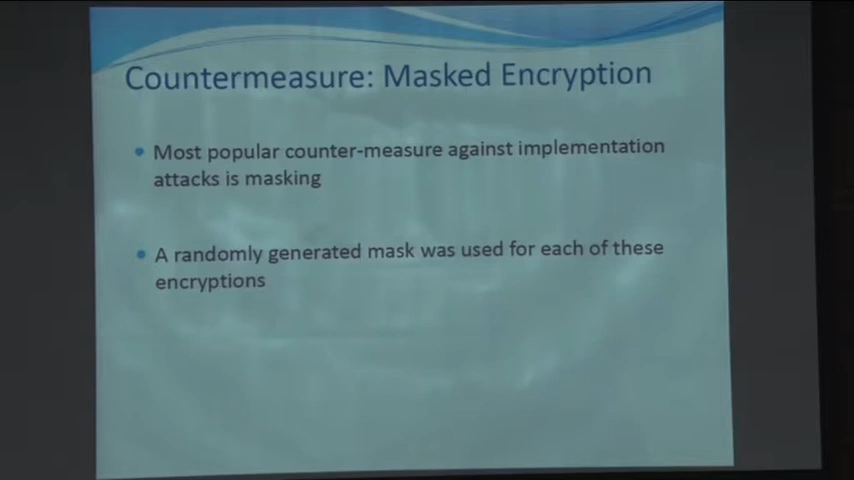 Countermeasure: Masked Encryption
Most popular counter-measure against implementation
attacks is masking
A randomly generated mask was used for each of these
encryptions